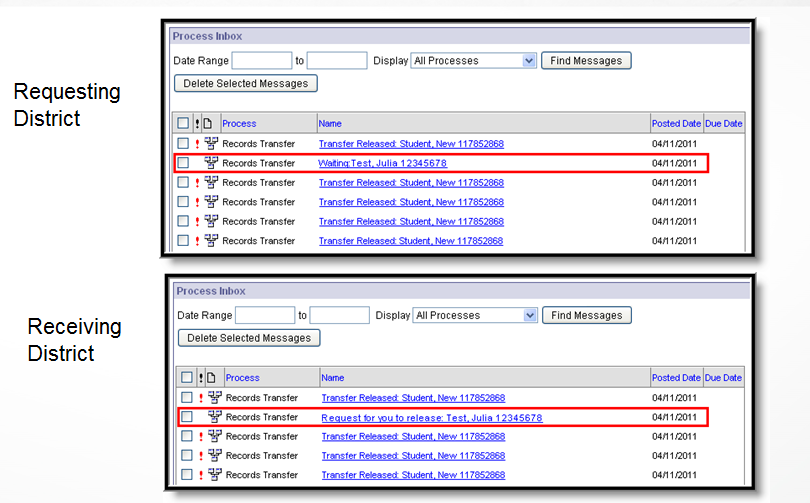 Requesting
District
Process Inbox
Date Range to Display All Processes Find Messages
Delete Selected Messages
! Process Name Posted Date Due Date
! Records Transfer Transfer Released: Student, New 117852868 04/11/2011
Records Transfer Waiting:Test, Julia 12345678 04/11/2011
! Records Transfer Transfer Released: Student, New 117852868 04/11/2011
! Records Transfer Transfer Released: Student, New 117852868 04/11/2011
! Records Transfer Transfer Released: Student, New 117852868 04/11/2011
! Records Transfer Transfer Released: Student, New 117852868 04/11/2011
Receiving
District
Process Inbox
Date Range to Display All Processes Find Messages
Delete Selected Messages
! Process Name Posted Date Due Date
! Records Transfer Transfer Released: Student, New 117852868 04/11/2011
Records Transfer Request for you to release: Test, Julia 12345678 04/11/2011
! Records Transfer Transfer Released: Student, New 117852868 04/11/2011
! Records Transfer Transfer Released: Student, New 117852868 04/11/2011
! Records Transfer Transfer Released: Student, New 117852868 04/11/2011